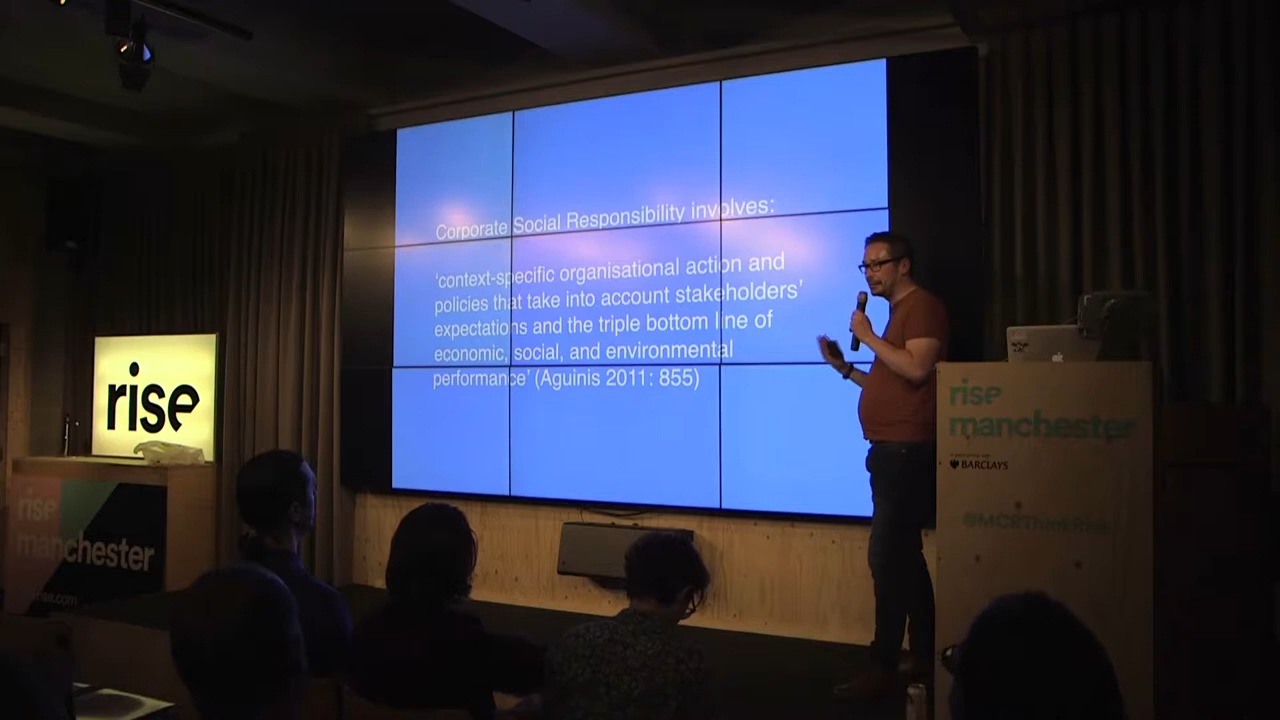 Corporate Social Responsibility involves:
‘context-specific organisational action and
policies that take into account stakeholders’
expectations and the triple bottom line of
economic, social, and environmental
performance’ (Aguinis 2011: 855)
rise
rise
manchester
rise
manchester
BARCLAYS